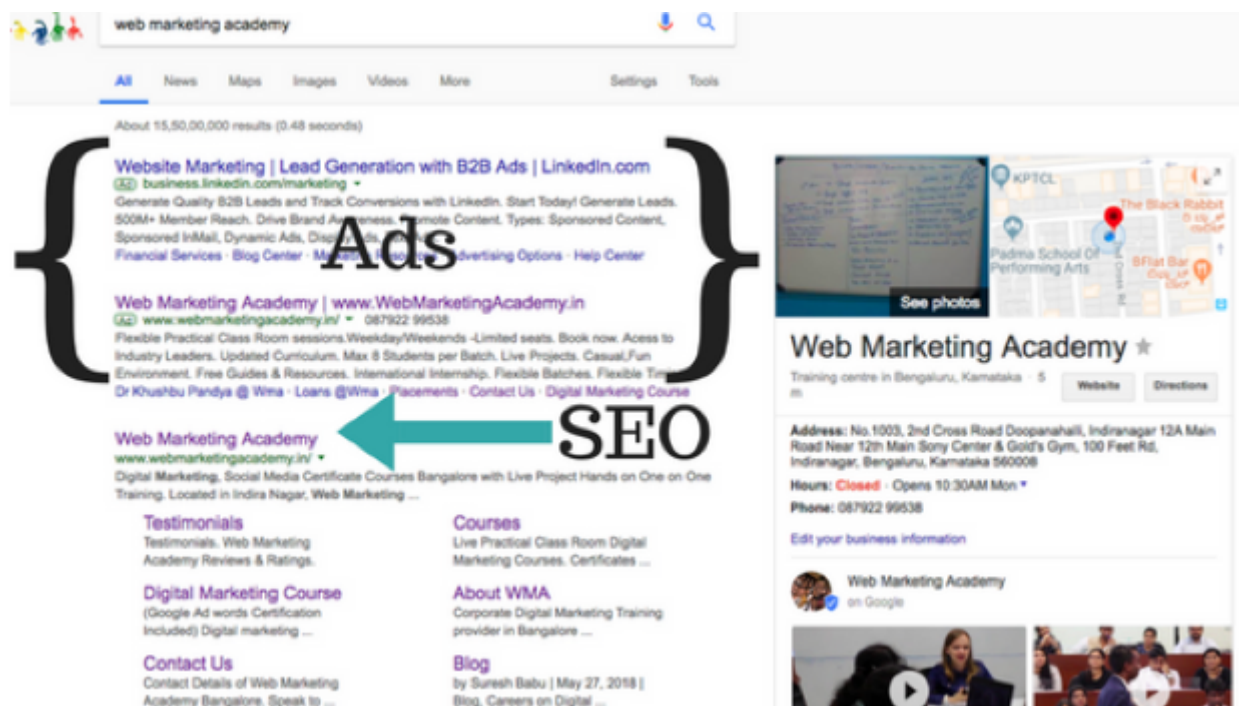 web marketing academy
All News Maps Images Videos More Settings Tools
About 15,50,00,000 results (0.48 seconds)
Website Marketing | Lead Generation with B2B Ads | LinkedIn.com
Ad business.linkedin.com/marketing
Generate Quality B2B Leads and Track Conversions with LinkedIn. Start Today! Generate Leads.
500M+ Member Reach. Drive Brand Awareness. Promote Content. Types: Sponsored Content,
Sponsored InMail, Dynamic Ads, Display Ads,
Financial Services · Blog Center · Marketing Resources · Advertising Options · Help Center
Ads
Web Marketing Academy | www.WebMarketingAcademy.in
Ad www.webmarketingacademy.in/ 087922 99538
Flexible Practical Class Room sessions.Weekday/Weekends -Limited seats. Book now. Acess to
Industry Leaders. Updated Curriculum. Max 8 Students per Batch. Live Projects. Casual,Fun
Environment. Free Guides & Resources. International Internship. Flexible Batches. Flexible
Dr Khushbu Pandya @ Wma · Loans @Wma · Placements · Contact Us · Digital Marketing Course
SEO
Web Marketing Academy
www.webmarketingacademy.in/
Digital Marketing, Social Media Certificate Courses Bangalore with Live Project Hands on One on One
Training. Located in Indira Nagar, Web Marketing ...
Testimonials
Testimonials. Web Marketing
Academy Reviews & Ratings.
Courses
Live Practical Class Room Digital
Marketing Courses. Certificates ...
Digital Marketing Course
(Google Ad words Certification
Included) Digital marketing ...
About WMA
Corporate Digital Marketing Training
provider in Bangalore ...
Contact Us
Contact Details of Web Marketing
Academy Bangalore. Speak to ...
Blog
by Suresh Babu | May 27, 2018 |
Blog, Careers on Digital ...
See photos
KPTCL
The Black Rabbit
Padma School Of
Performing Arts
BFlat Bar
Web Marketing Academy
Training centre in Bengaluru, Karnataka · 5
m
Website
Directions
Address: No.1003, 2nd Cross Road Doopanahalli, Indiranagar 12A Main
Road Near 12th Main Sony Center & Gold's Gym, 100 Feet Rd,
Indiranagar, Bengaluru, Karnataka 560008
Hours: Closed · Opens 10:30AM Mon
Phone: 087922 99538
Edit your business information
Web Marketing Academy
on Google